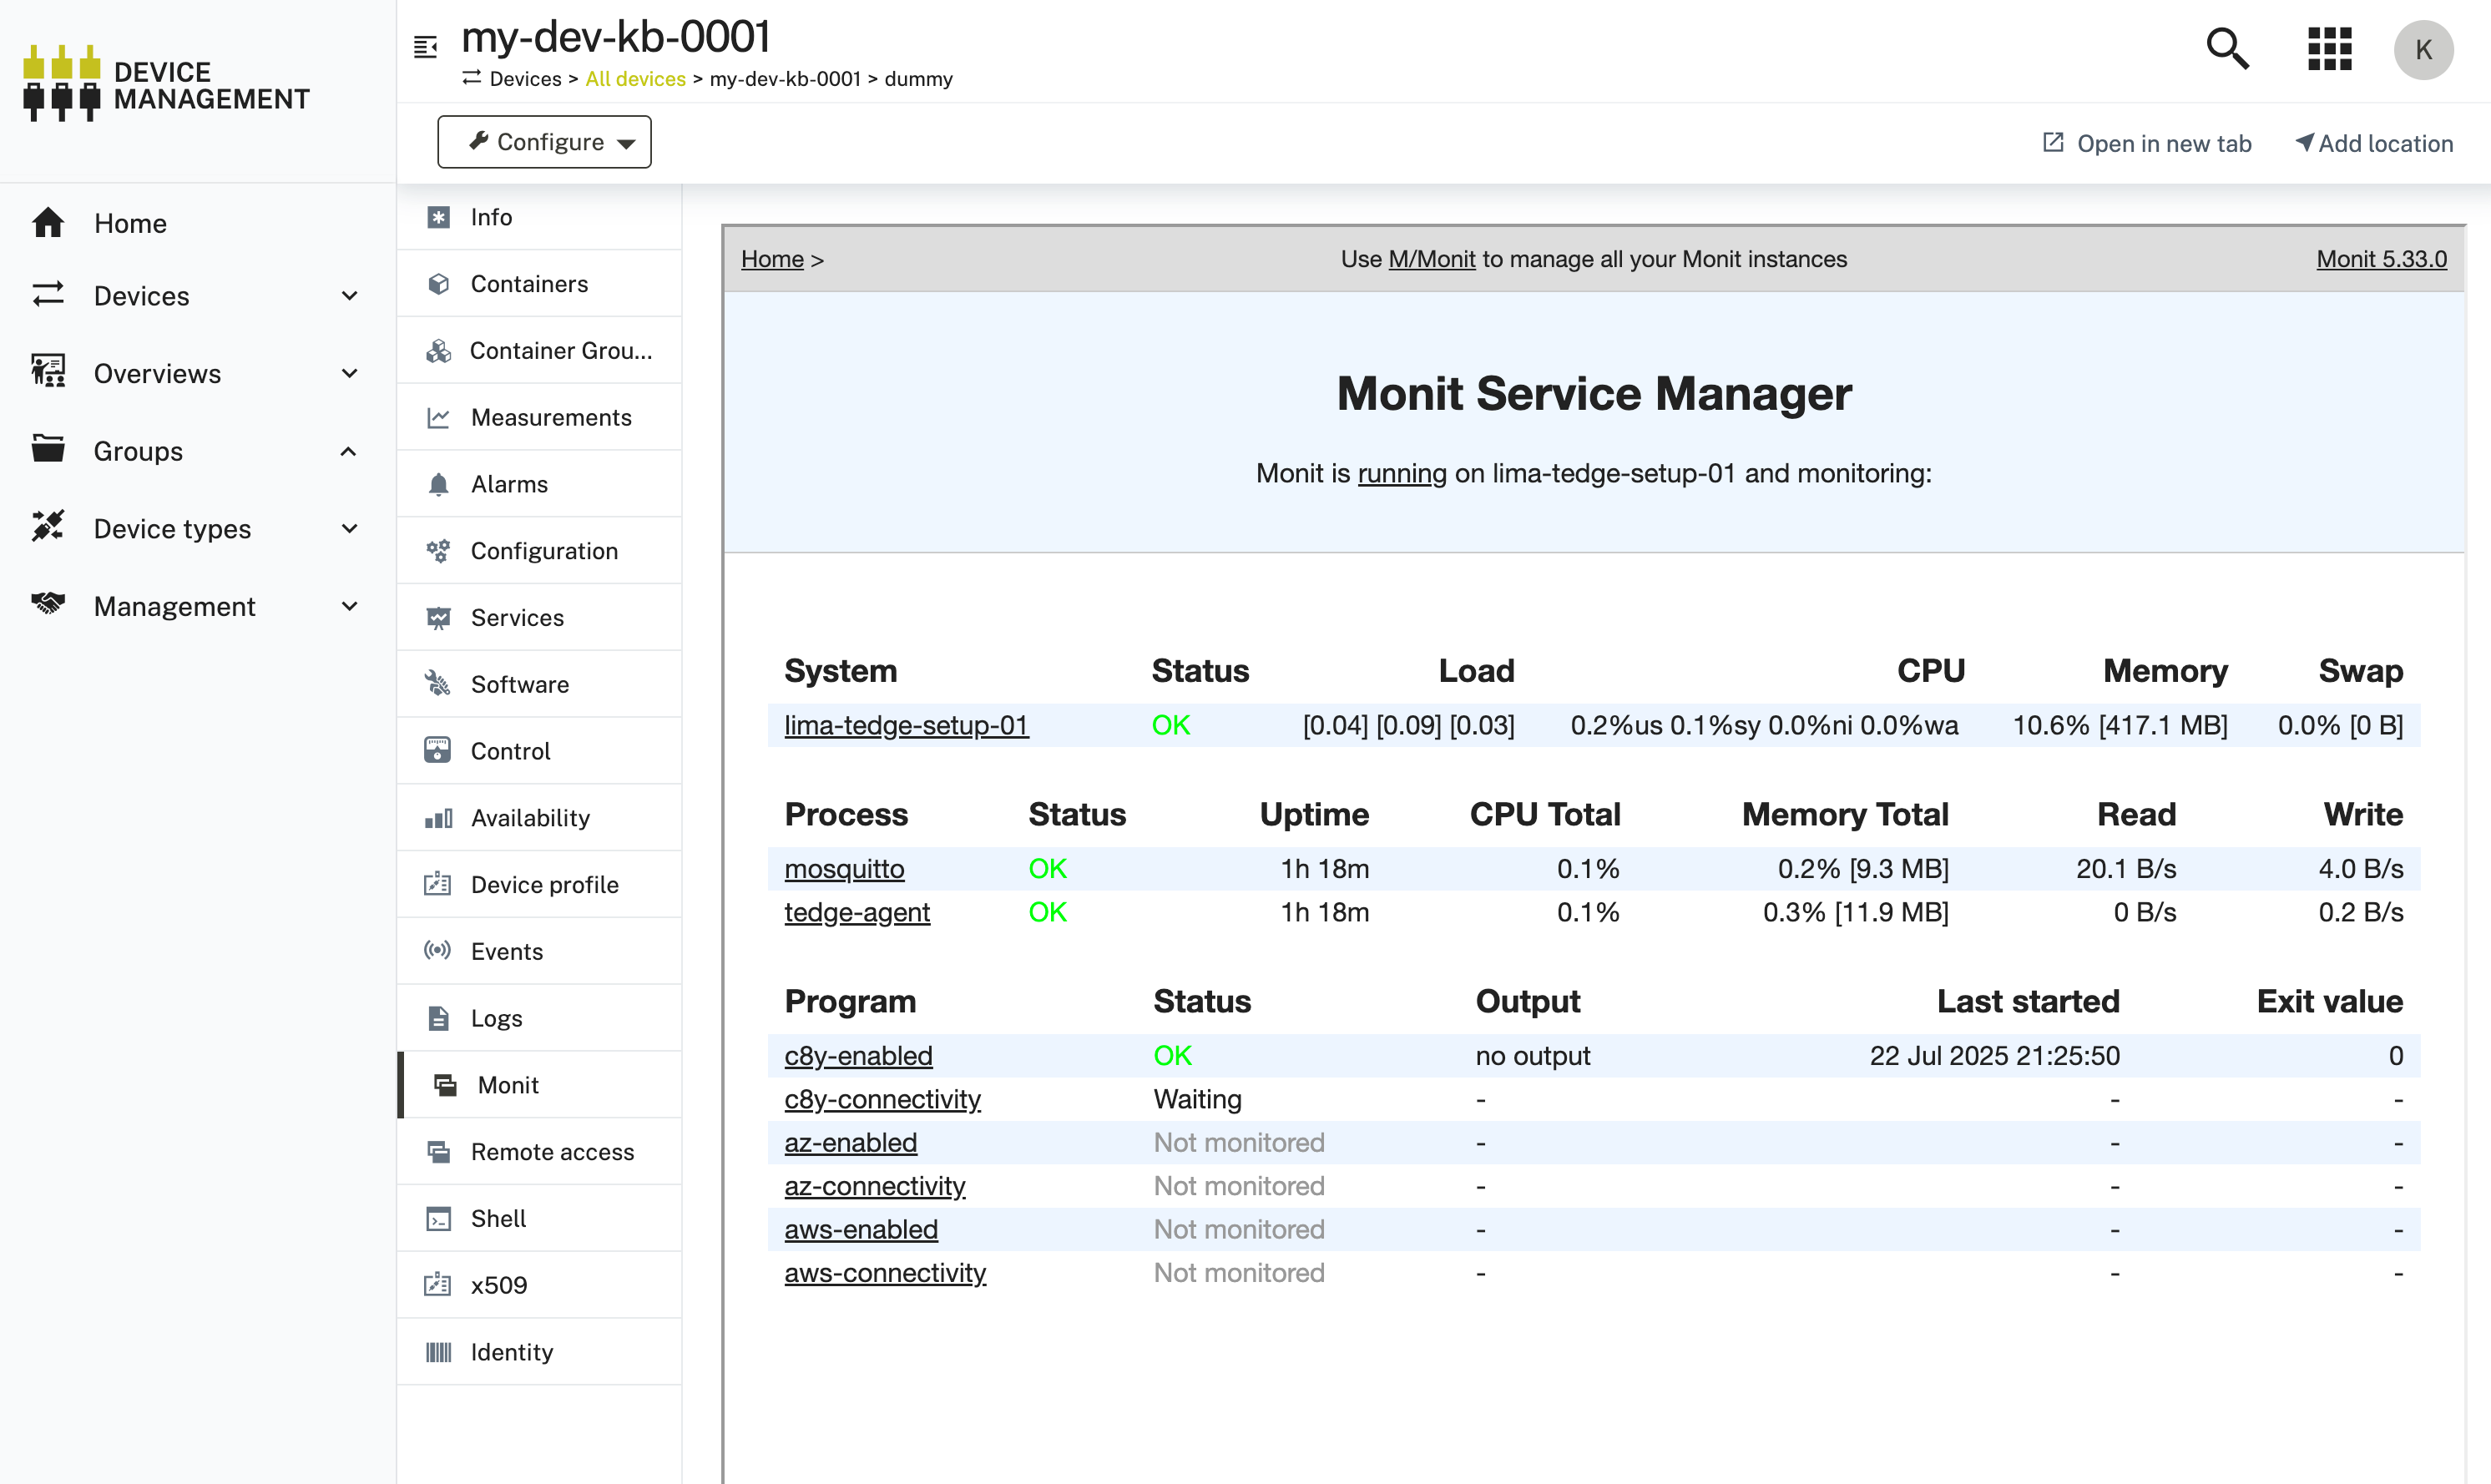 DEVICE
MANAGEMENT
Home
Devices
Overviews
Groups
Device types
Management
my-dev-kb-0001
Devices > All devices > my-dev-kb-0001 > dummy
K
Configure
Open in new tab
Add location
Info
Containers
Container Grou...
Measurements
Alarms
Configuration
Services
Software
Control
Availability
Device profile
Events
Logs
Monit
Remote access
Shell
x509
Identity
Home > Use M/Monit to manage all your Monit instances Monit 5.33.0
Monit Service Manager
Monit is running on lima-tedge-setup-01 and monitoring:
System Status Load CPU Memory Swap
lima-tedge-setup-01 OK [0.04] [0.09] [0.03] 0.2%us 0.1%sy 0.0%ni 0.0%wa 10.6% [417.1 MB] 0.0% [0 B]
Process Status Uptime CPU Total Memory Total Read Write
mosquitto OK 1h 18m 0.1% 0.2% [9.3 MB] 20.1 B/s 4.0 B/s
tedge-agent OK 1h 18m 0.1% 0.3% [11.9 MB] 0 B/s 0.2 B/s
Program Status Output Last started Exit value
c8y-enabled OK no output 22 Jul 2025 21:25:50 0
c8y-connectivity Waiting - - -
az-enabled Not monitored - - -
az-connectivity Not monitored - - -
aws-enabled Not monitored - - -
aws-connectivity Not monitored - - -